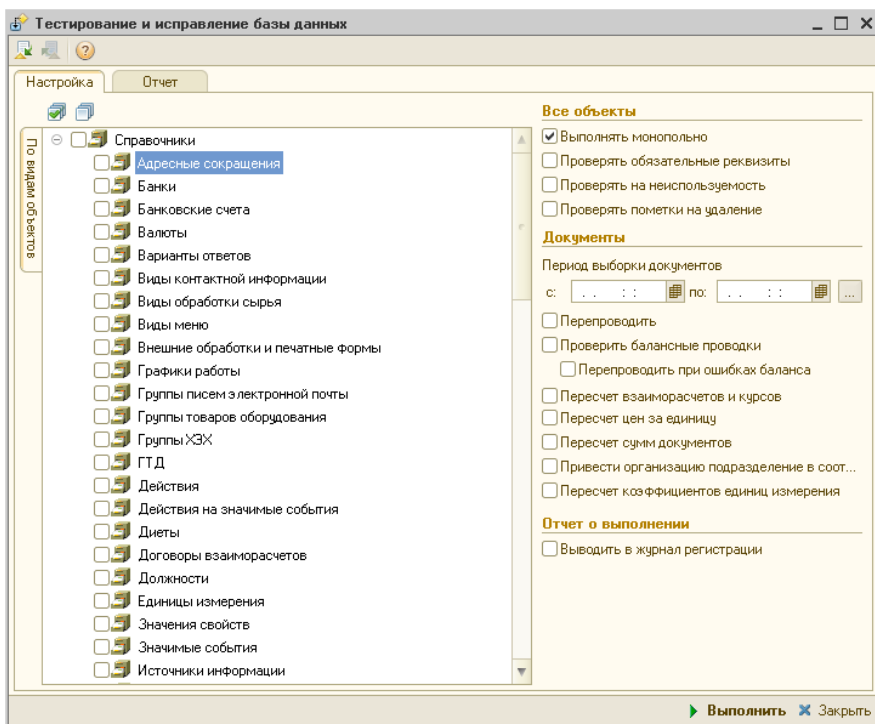 Тестирование и исправление базы данных
Настройка
Отчет
По видам объектов
Справочники
Адресные сокращения
Банки
Банковские счета
Валюты
Варианты ответов
Виды контактной информации
Виды обработки сырья
Виды меню
Внешние обработки и печатные формы
Графики работы
Группы писем электронной почты
Группы товаров оборудования
Группы ХЭХ
ГТД
Действия
Действия на значимые события
Диеты
Договоры взаиморасчетов
Должности
Единицы измерения
Значения свойств
Значимые события
Источники информации
Все объекты
Выполнять монопольно
Проверять обязательные реквизиты
Проверять на неиспользуемость
Проверять пометки на удаление
Документы
Период выборки документов
с: . . : : по: . . : : ...
Перепроводить
Проверить балансные проводки
Перепроводить при ошибках баланса
Пересчет взаиморасчетов и курсов
Пересчет цен за единицу
Пересчет сумм документов
Привести организацию подразделение в соот...
Пересчет коэффициентов единиц измерения
Отчет о выполнении
Выводить в журнал регистрации
Выполнить Закрыть